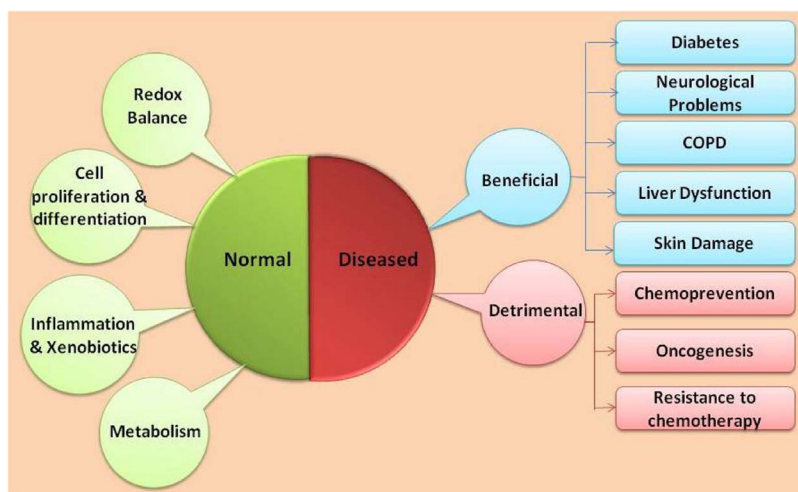 Redox
Balance
Cell
proliferation &
differentiation
Inflammation
& Xenobiotics
Metabolism
Normal
Diseased
Beneficial
Detrimental
Diabetes
Neurological
Problems
COPD
Liver Dysfunction
Skin Damage
Chemoprevention
Oncogenesis
Resistance to
chemotherapy